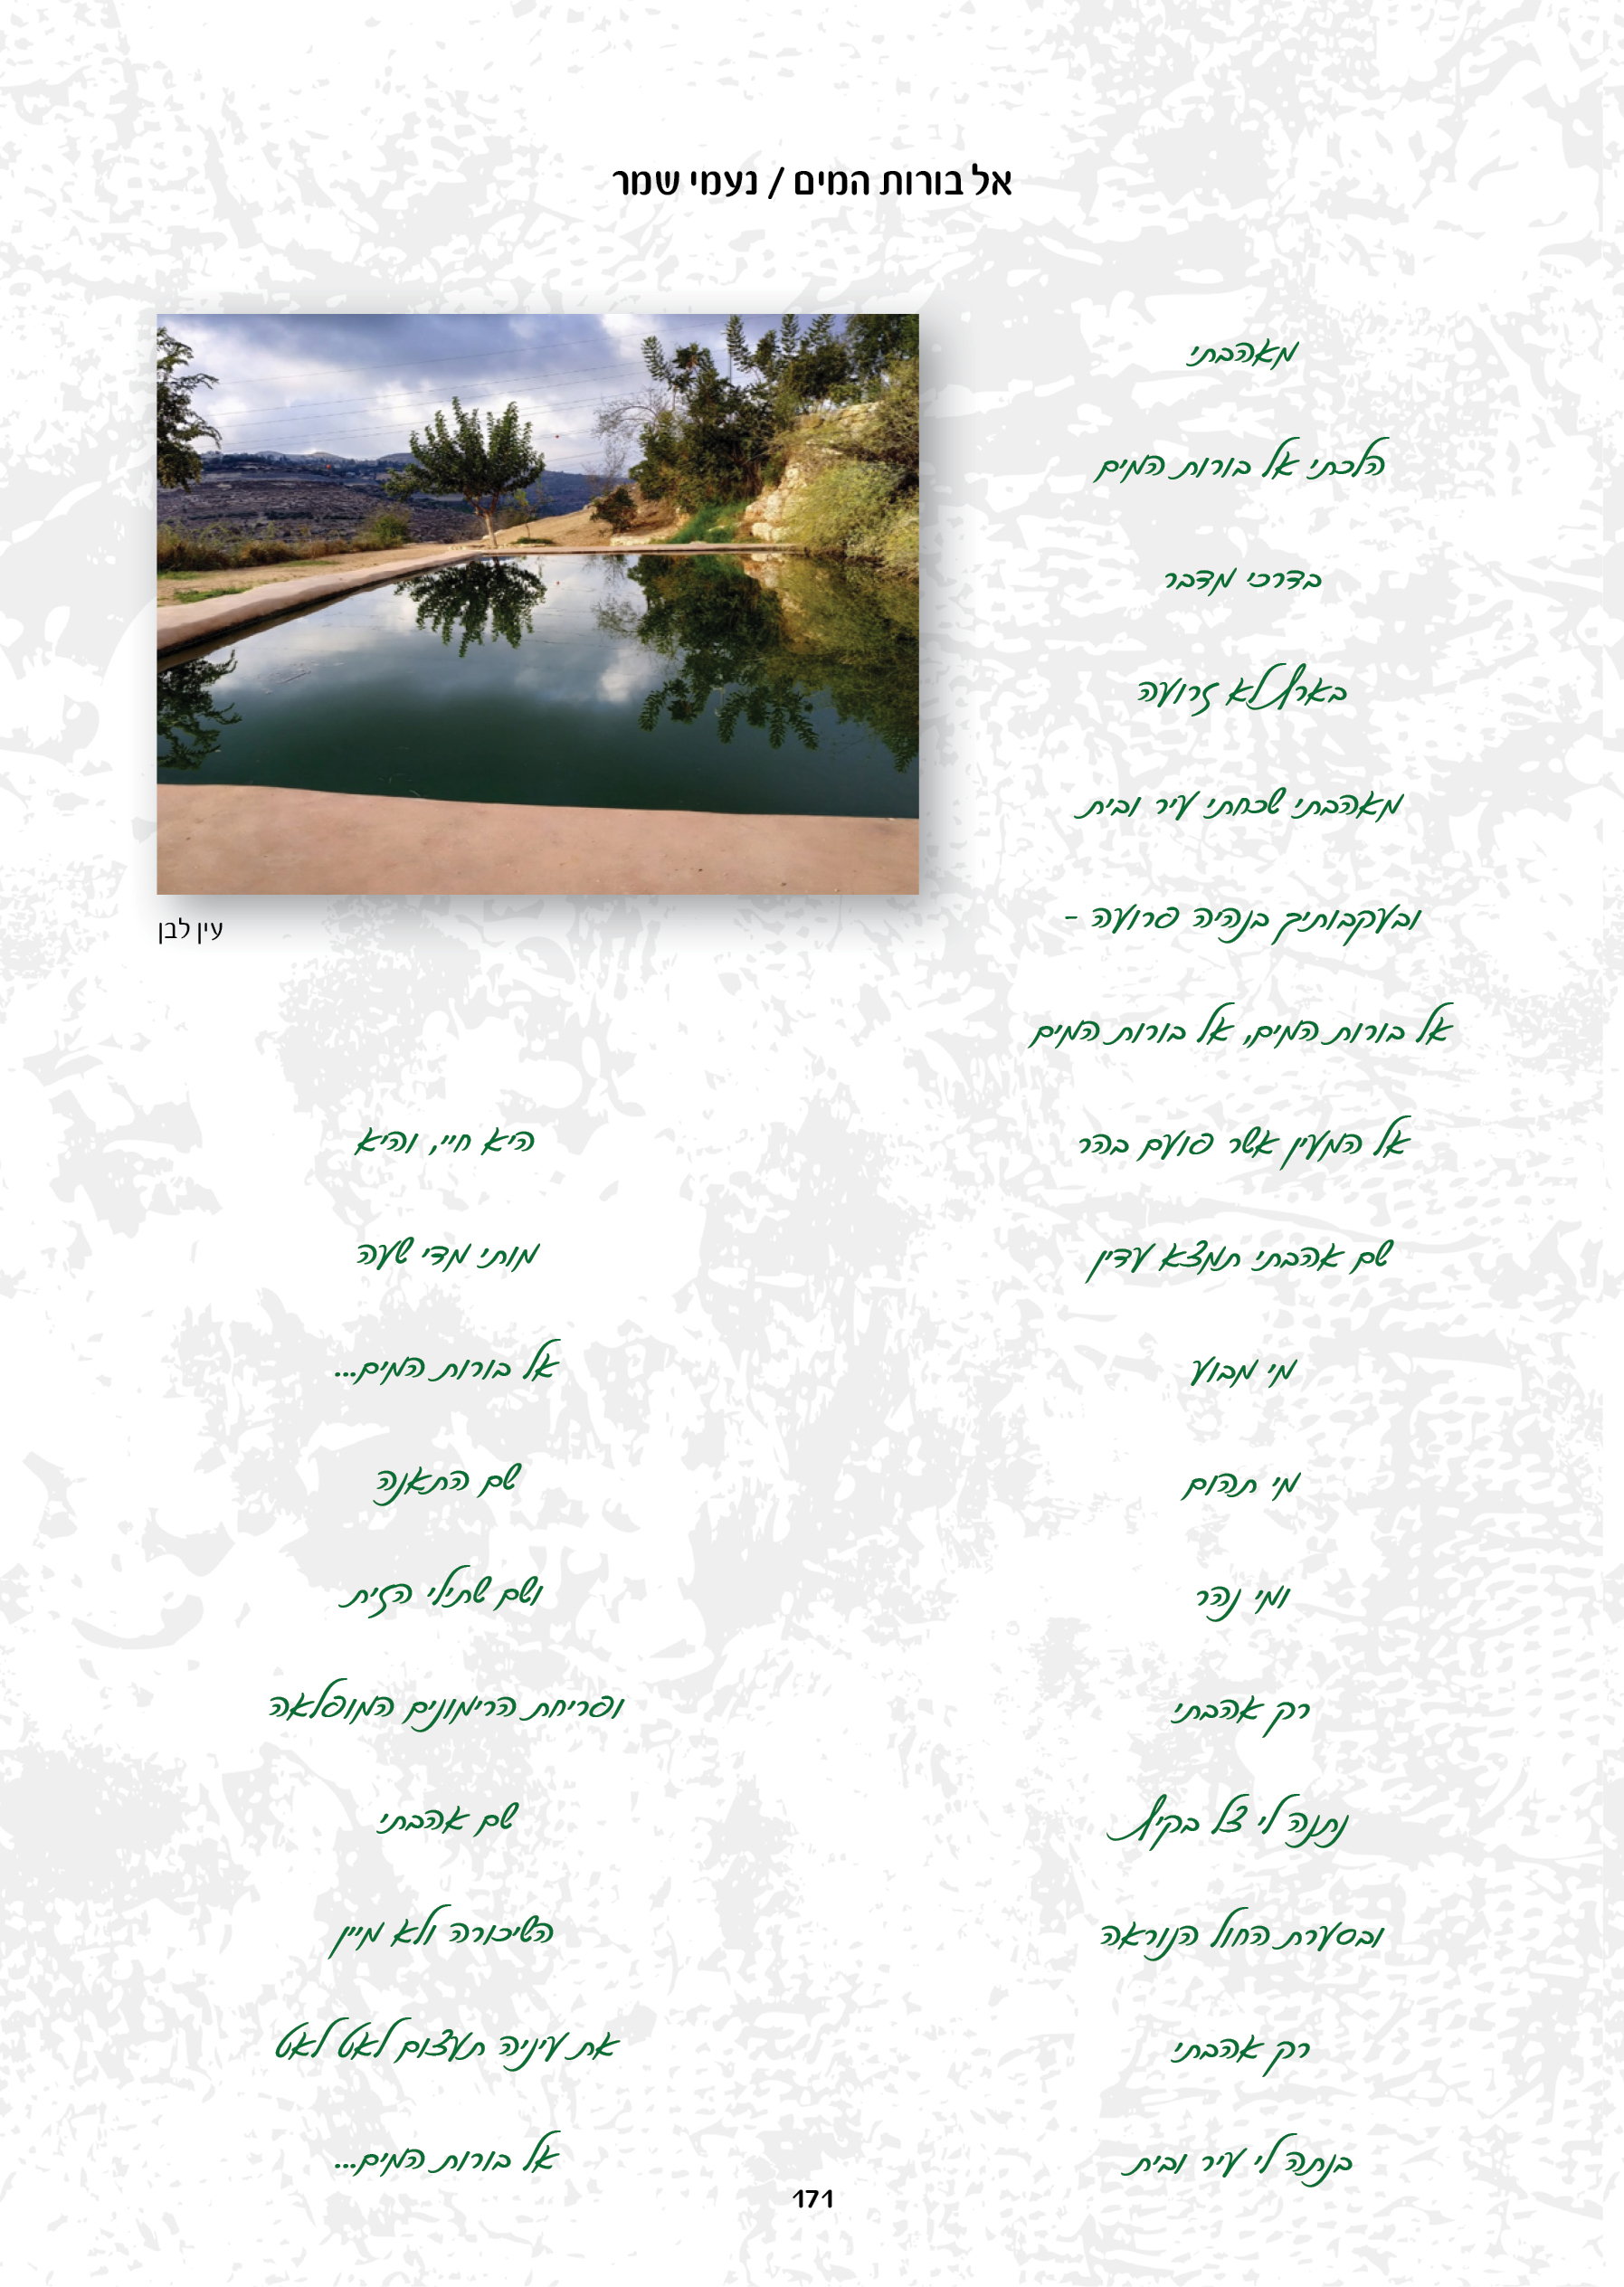 אל בורות המים / נעמי שמר
מאהבתי
הלכתי אל בורות המים
בדרכי מדבר
בארץ לא זרועה
מאהבתי שכחתי עיר ובית
ובעקבותיך בנהיה פרועה -
אל בורות המים, אל בורות המים
אל המעין אשר פועם בהר
שם אהבתי תמצא עדין
מי מבוע
מי תהום
ומי נהר
רק אהבתי
נתנה לי צל בקיץ
ובסערת החול הנוראה
רק אהבתי
בנתה לי עיר ובית
עין לבן
היא חיי, והיא
מותי מדי שעה
אל בורות המים...
שם התאנה
ושם שתילי הזית
ופריחת הרימונים המופלאה
שם אהבתי
השיכורה ולא מיין
את עיניה תעצום לאט לאט
אל בורות המים...
171